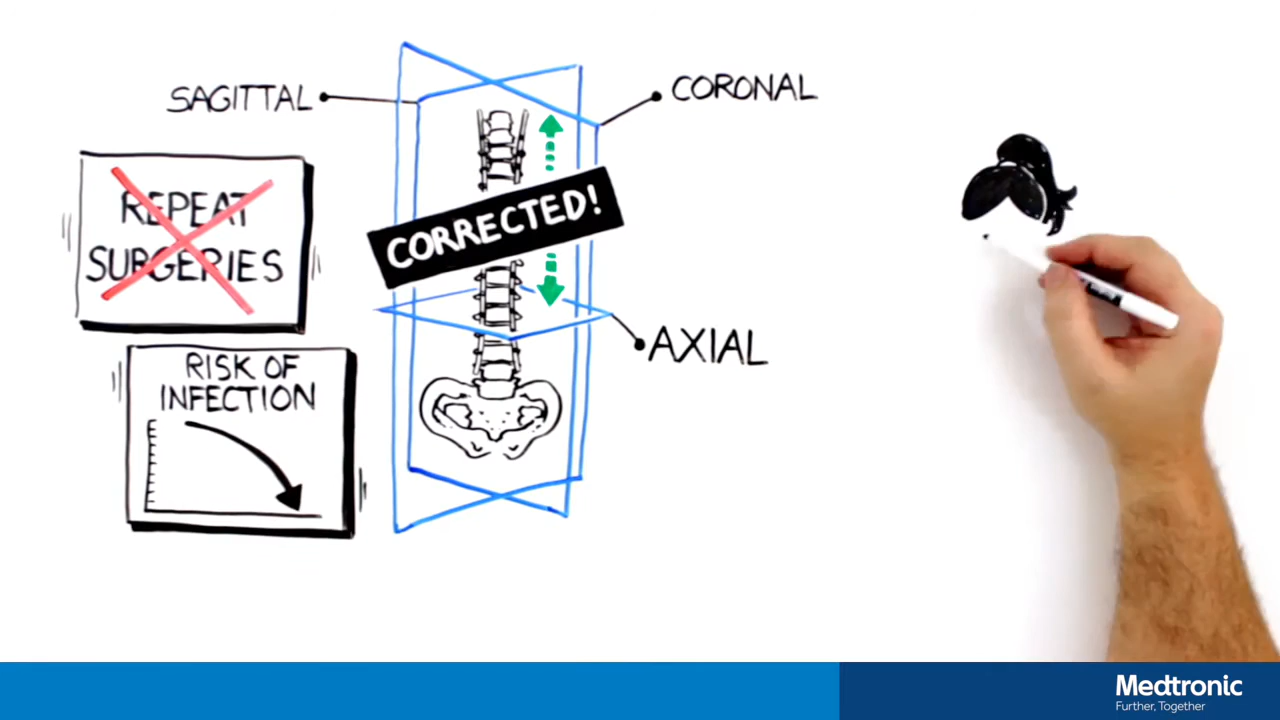 SAGITTAL
CORONAL
REPEAT
SURGERIES
CORRECTED!
AXIAL
RISK OF
INFECTION
Medtronic
Further, Together